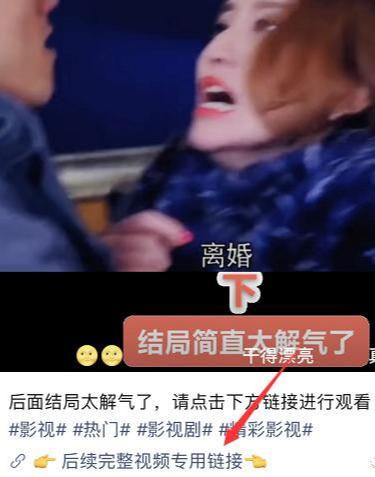 离婚
下
结局简直太解气了
干得漂亮
后面结局太解气了，请点击下方链接进行观看
#影视# #热门# #影视剧# #精彩影视#
👉后续完整视频专用链接👈